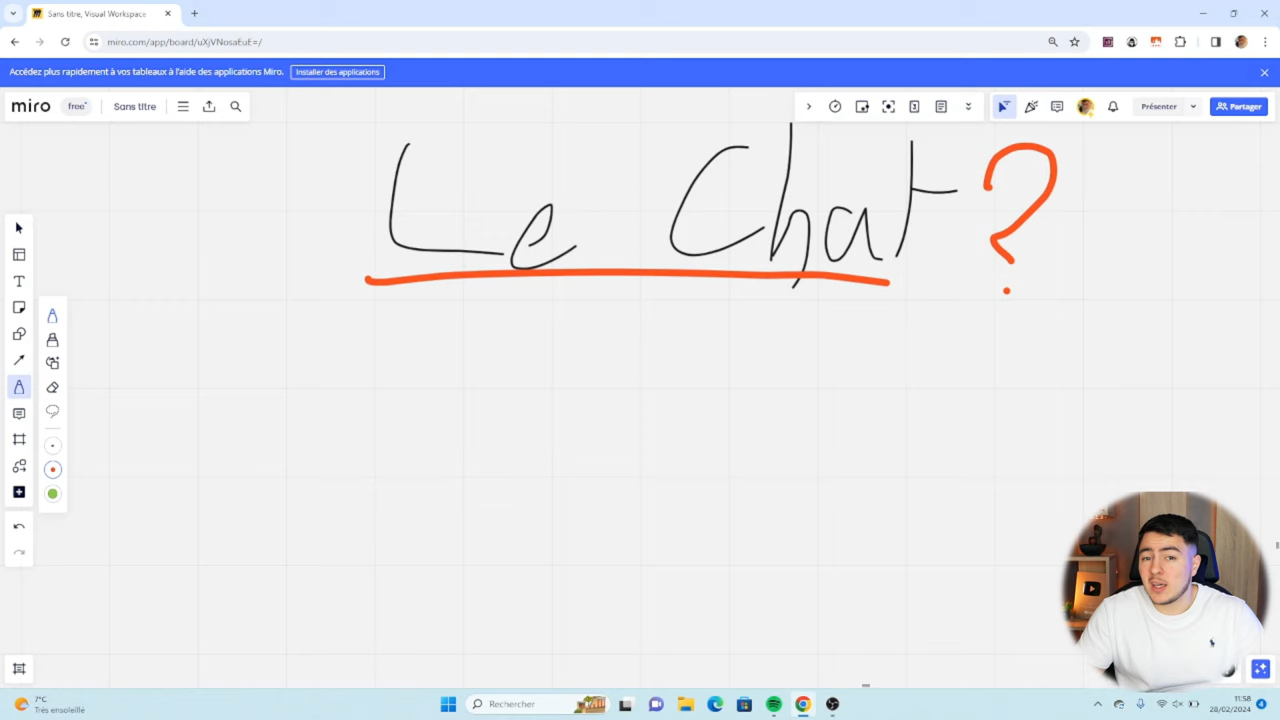 Sans titre, Visual Workspace
miro.com/app/board/uXjVNosaEuE=/
Accédez plus rapidement à vos tableaux à l'aide des applications Miro. Installer des applications
miro free Sans titre
Présenter Partager
Le Chat?
7°C
Très ensoleillé
Rechercher
11:58
28/02/2024